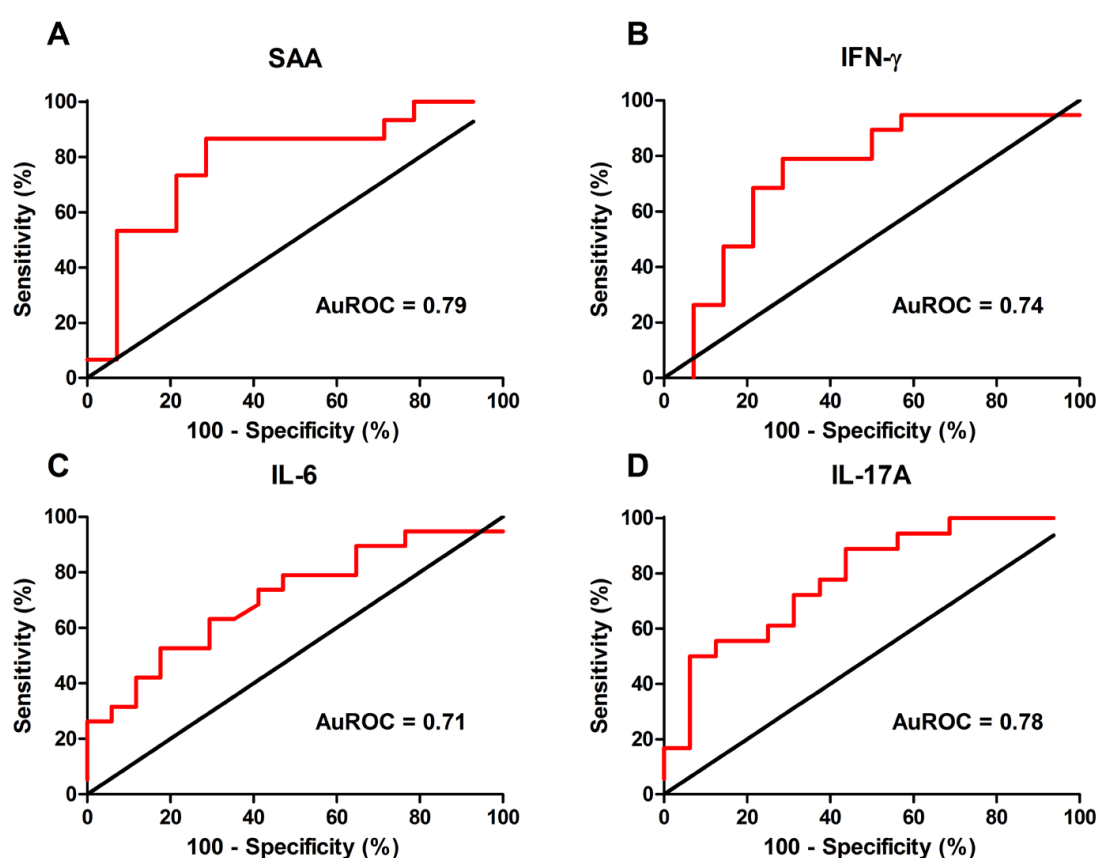 A
SAA
100
80
60
40
20
0
Sensitivity (%)
AuROC = 0.79
0 20 40 60 80 100
100 - Specificity (%)
B
IFN-γ
100
80
60
40
20
0
Sensitivity (%)
AuROC = 0.74
0 20 40 60 80 100
100 - Specificity (%)
C
IL-6
100
80
60
40
20
0
Sensitivity (%)
AuROC = 0.71
0 20 40 60 80 100
100 - Specificity (%)
D
IL-17A
100
80
60
40
20
0
Sensitivity (%)
AuROC = 0.78
0 20 40 60 80 100
100 - Specificity (%)